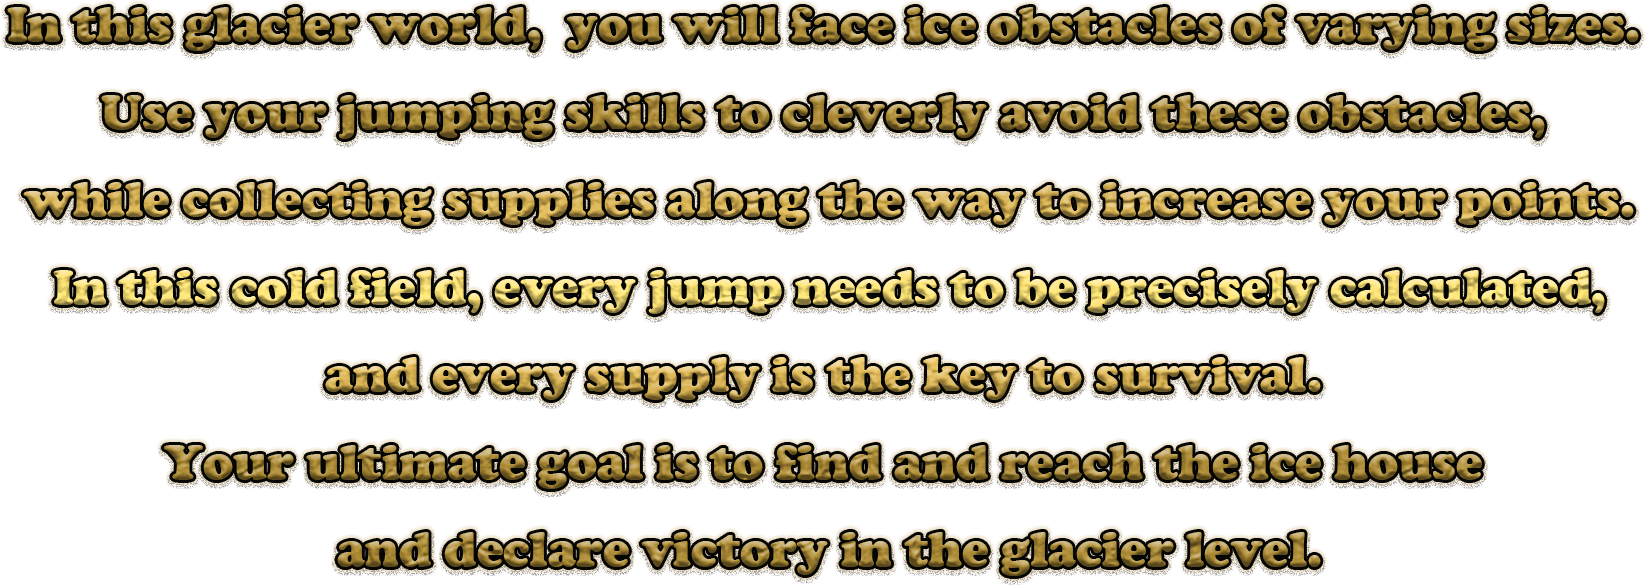 In this glacier world, you will face ice obstacles of varying sizes.
Use your jumping skills to cleverly avoid these obstacles,
while collecting supplies along the way to increase your points.
In this cold field, every jump needs to be precisely calculated,
and every supply is the key to survival.
Your ultimate goal is to find and reach the ice house
and declare victory in the glacier level.